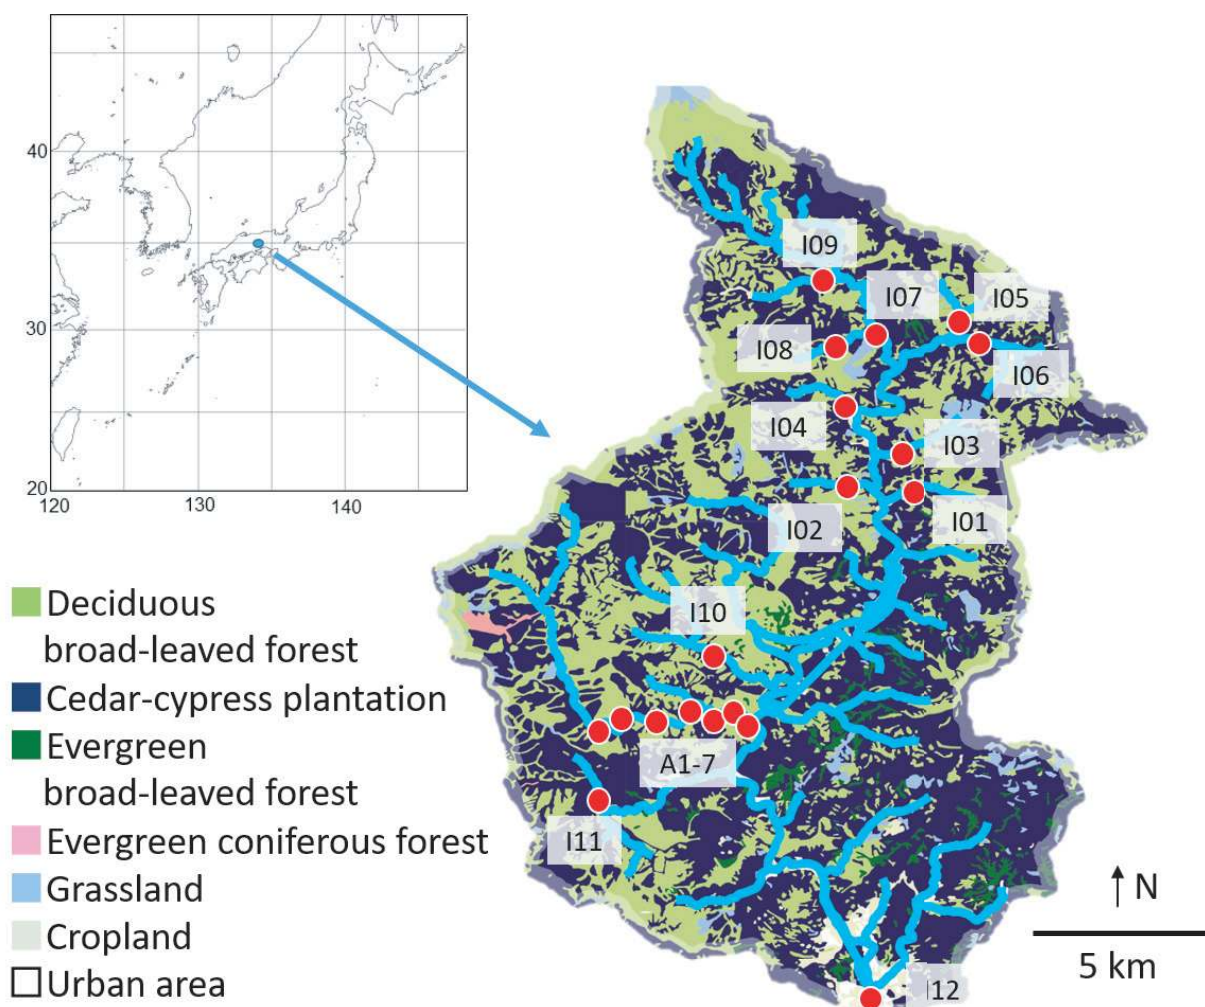 40
30
20
120
130
140
I09
I07
I05
I08
I06
I04
I03
I02
I01
I10
A1-7
I11
I12
Deciduous
broad-leaved forest
Cedar-cypress plantation
Evergreen
broad-leaved forest
Evergreen coniferous forest
Grassland
Cropland
Urban area
N
5 km